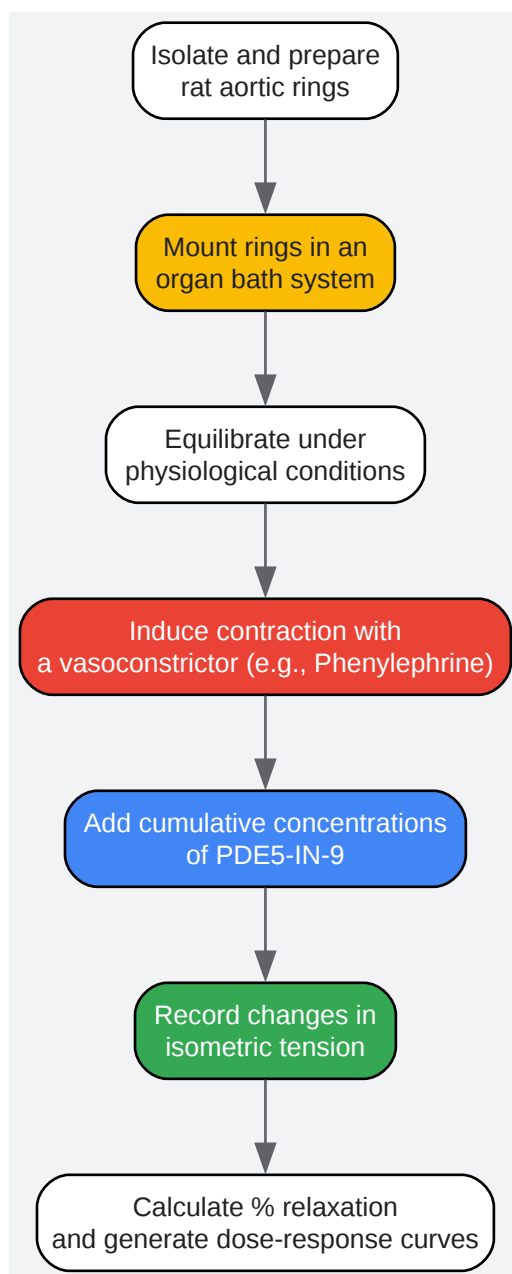 Isolate and prepare
rat aortic rings
Mount rings in an
organ bath system
Equilibrate under
physiological conditions
Induce contraction with
a vasoconstrictor (e.g., Phenylephrine)
Add cumulative concentrations
of PDE5-IN-9
Record changes in
isometric tension
Calculate % relaxation
and generate dose-response curves